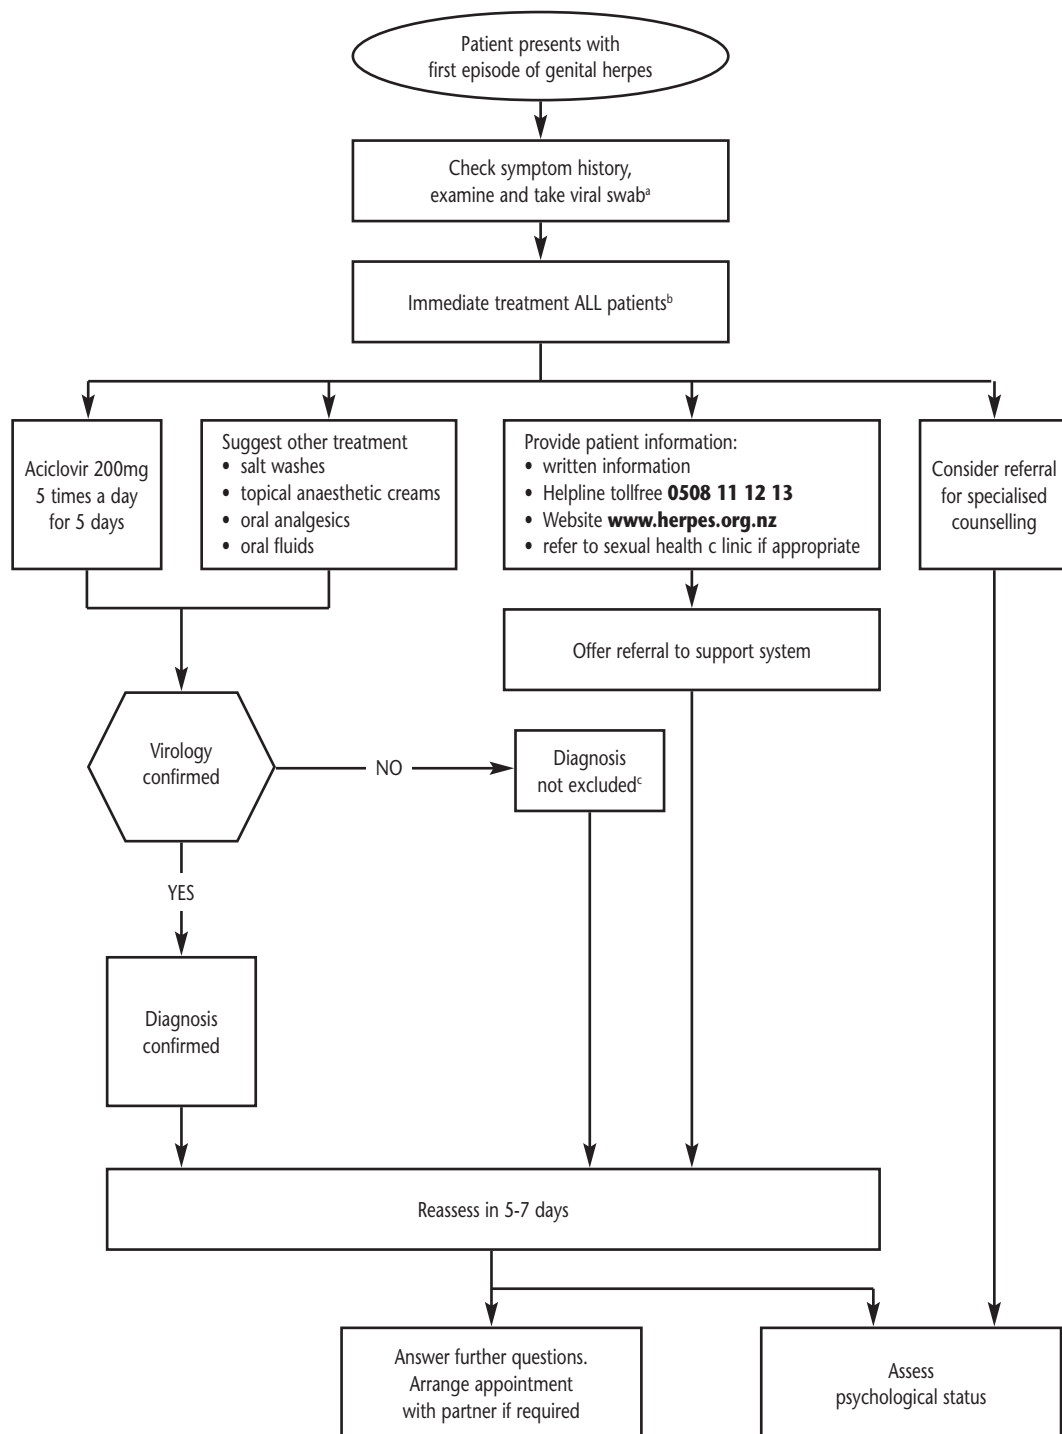 Patient presents with
first episode of genital herpes
Check symptom history,
examine and take viral swabᵃ
Immediate treatment ALL patientsᵇ
Aciclovir 200mg
5 times a day
for 5 days
Suggest other treatment
• salt washes
• topical anaesthetic creams
• oral analgesics
• oral fluids
Provide patient information:
• written information
• Helpline tollfree 0508 11 12 13
• Website www.herpes.org.nz
• refer to sexual health c linic if appropriate
Consider referral
for specialised
counselling
Offer referral to support system
Virology
confirmed
NO
Diagnosis
not excludedᶜ
YES
Diagnosis
confirmed
Reassess in 5-7 days
Answer further questions.
Arrange appointment
with partner if required
Assess
psychological status